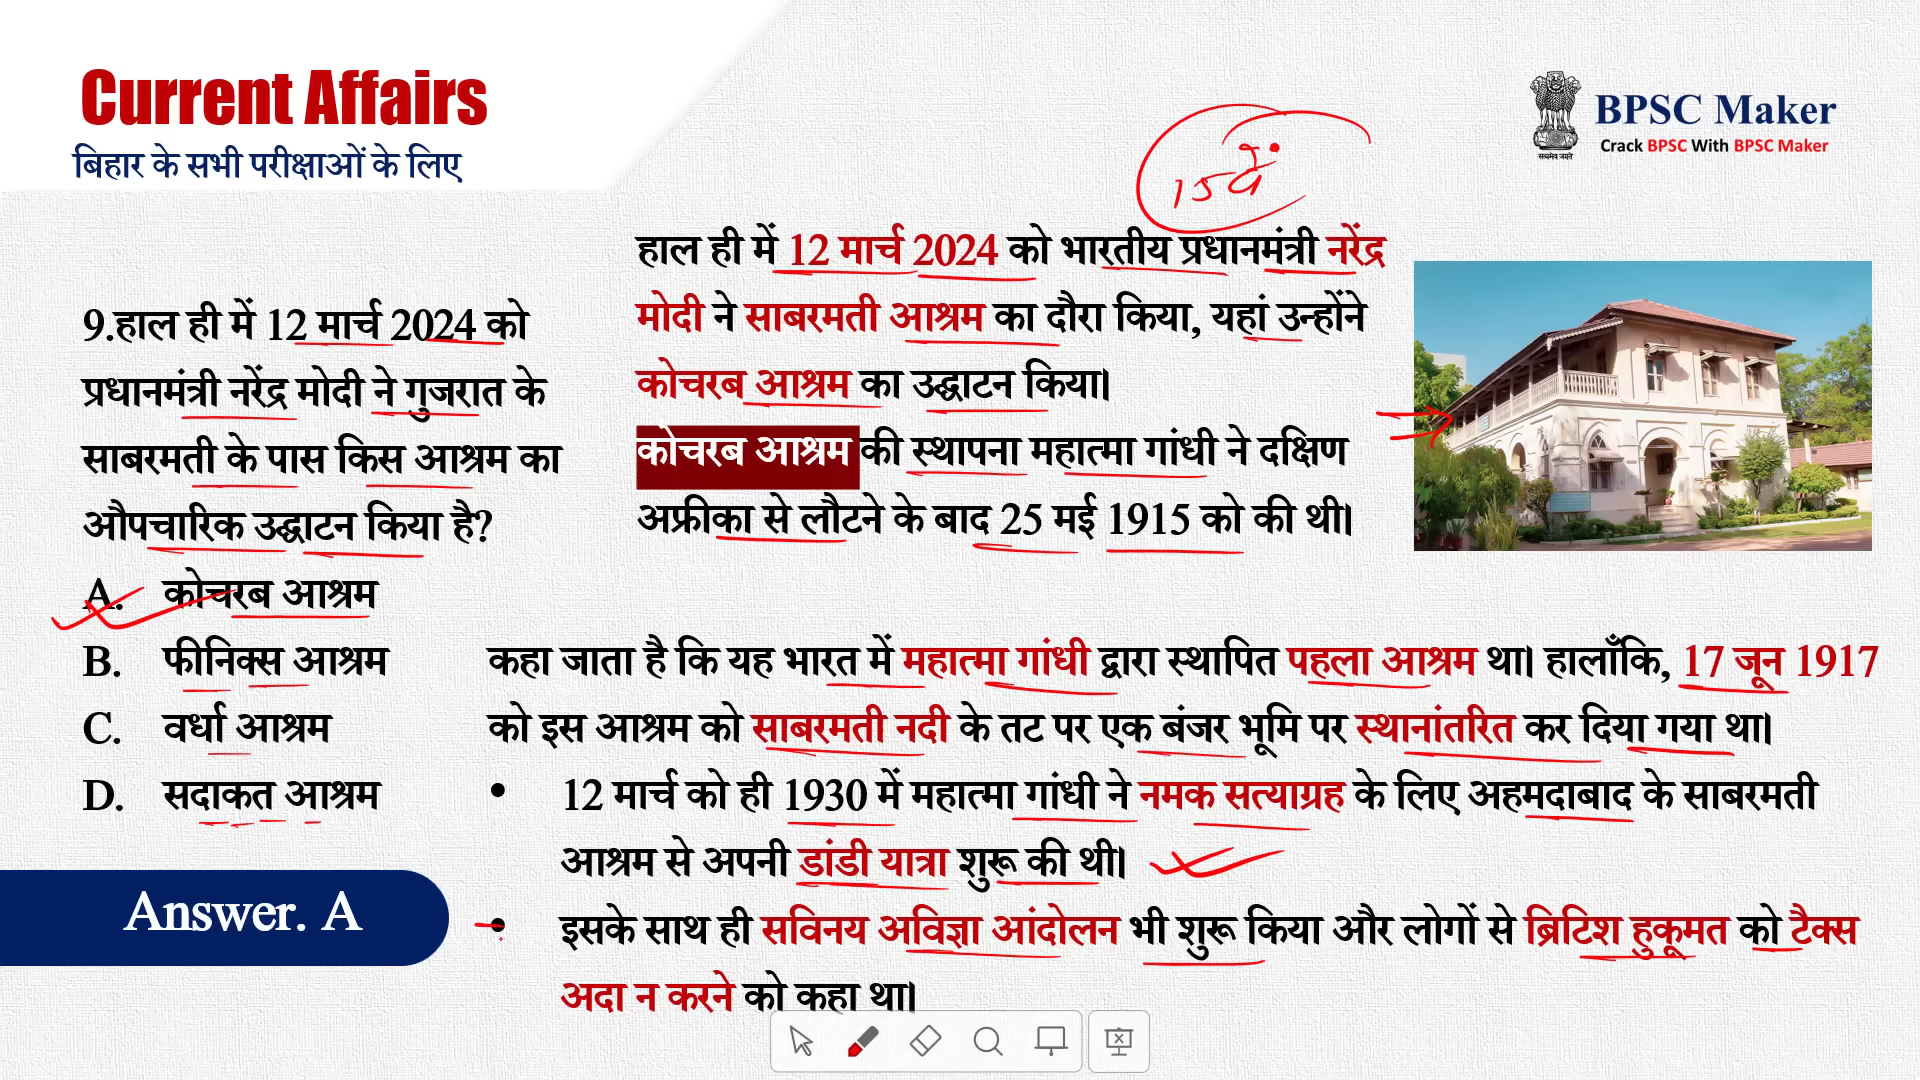 Current Affairs
बिहार के सभी परीक्षाओं के लिए
BPSC Maker
Crack BPSC With BPSC Maker
सत्यमेव जयते
15वें
9.हाल ही में 12 मार्च 2024 को
प्रधानमंत्री नरेंद्र मोदी ने गुजरात के
साबरमती के पास किस आश्रम का
औपचारिक उद्घाटन किया है?
A. कोचरब आश्रम
B. फीनिक्स आश्रम
C. वर्धा आश्रम
D. सदाकत आश्रम
Answer. A
हाल ही में 12 मार्च 2024 को भारतीय प्रधानमंत्री नरेंद्र
मोदी ने साबरमती आश्रम का दौरा किया, यहां उन्होंने
कोचरब आश्रम का उद्घाटन किया।
कोचरब आश्रम की स्थापना महात्मा गांधी ने दक्षिण
अफ्रीका से लौटने के बाद 25 मई 1915 को की थी।
कहा जाता है कि यह भारत में महात्मा गांधी द्वारा स्थापित पहला आश्रम था। हालाँकि, 17 जून 1917
को इस आश्रम को साबरमती नदी के तट पर एक बंजर भूमि पर स्थानांतरित कर दिया गया था।
• 12 मार्च को ही 1930 में महात्मा गांधी ने नमक सत्याग्रह के लिए अहमदाबाद के साबरमती
आश्रम से अपनी डांडी यात्रा शुरू की थी।
• इसके साथ ही सविनय अविज्ञा आंदोलन भी शुरू किया और लोगों से ब्रिटिश हुकूमत को टैक्स
अदा न करने को कहा था।